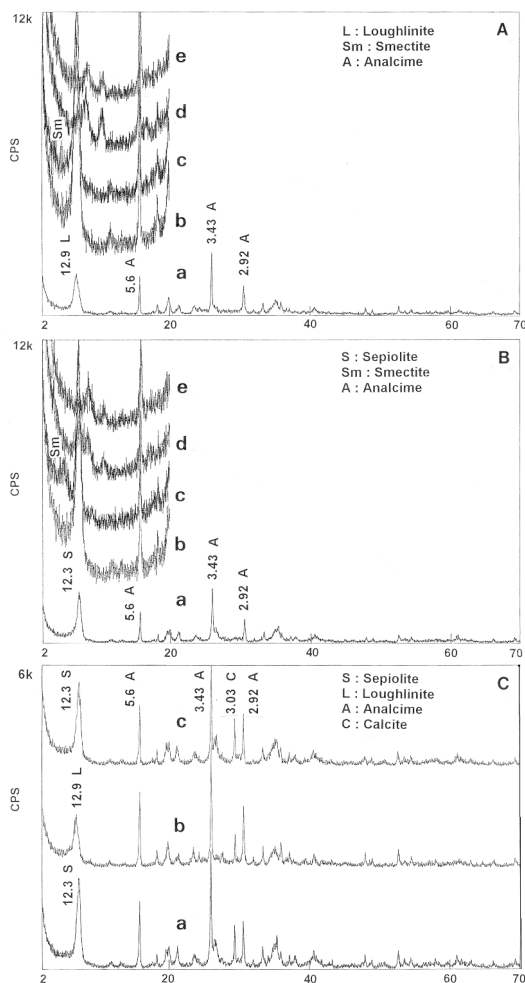 12k
A
L : Loughlinite
Sm : Smectite
A : Analcime
CPS
e
d
Sm
c
b
12.9 L
5.6 A
a
3.43 A
2.92 A
2 20 40 60 70
12k
B
S : Sepiolite
Sm : Smectite
A : Analcime
CPS
e
d
Sm
c
b
12.3 S
5.6 A
a
3.43 A
2.92 A
2 20 40 60 70
6k
C
S : Sepiolite
L : Loughlinite
A : Analcime
C : Calcite
CPS
12.3 S
5.6 A
3.43 A
3.03 C
2.92 A
c
12.9 L
b
12.3 S
a
2 20 40 60 70